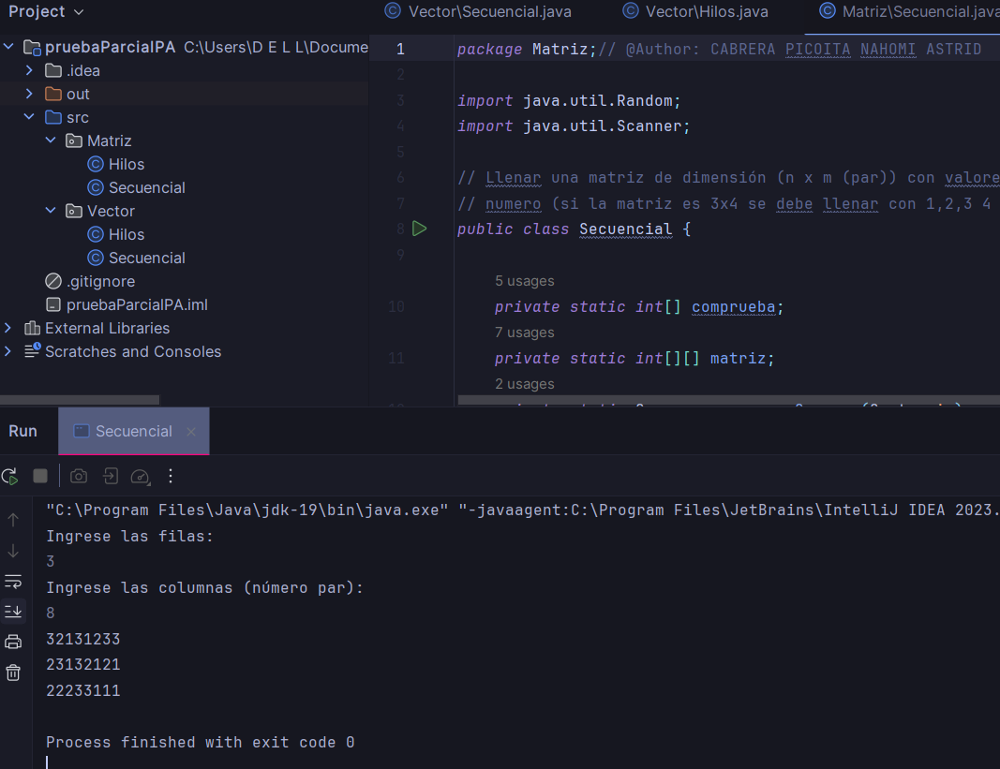 Project
Vector\Secuencial.java
Vector\Hilos.java
Matriz\Secuencial.java
pruebaParcialPA C:\Users\D E L L\Docume
.idea
out
src
Matriz
Hilos
Secuencial
Vector
Hilos
Secuencial
.gitignore
pruebaParcialPA.iml
External Libraries
Scratches and Consoles
1 package Matriz;// @Author: CABRERA PICOITA NAHOMI ASTRID
2
3 import java.util.Random;
4 import java.util.Scanner;
5
6 // Llenar una matriz de dimensión (n x m (par)) con valore
7 // numero (si la matriz es 3x4 se debe llenar con 1,2,3 4
8 public class Secuencial {
9
5 usages
10 private static int[] comprueba;
7 usages
11 private static int[][] matriz;
2 usages
Run
Secuencial
"C:\Program Files\Java\jdk-19\bin\java.exe" "-javaagent:C:\Program Files\JetBrains\IntelliJ IDEA 2023.
Ingrese las filas:
3
Ingrese las columnas (número par):
8
32131233
23132121
22233111
Process finished with exit code 0